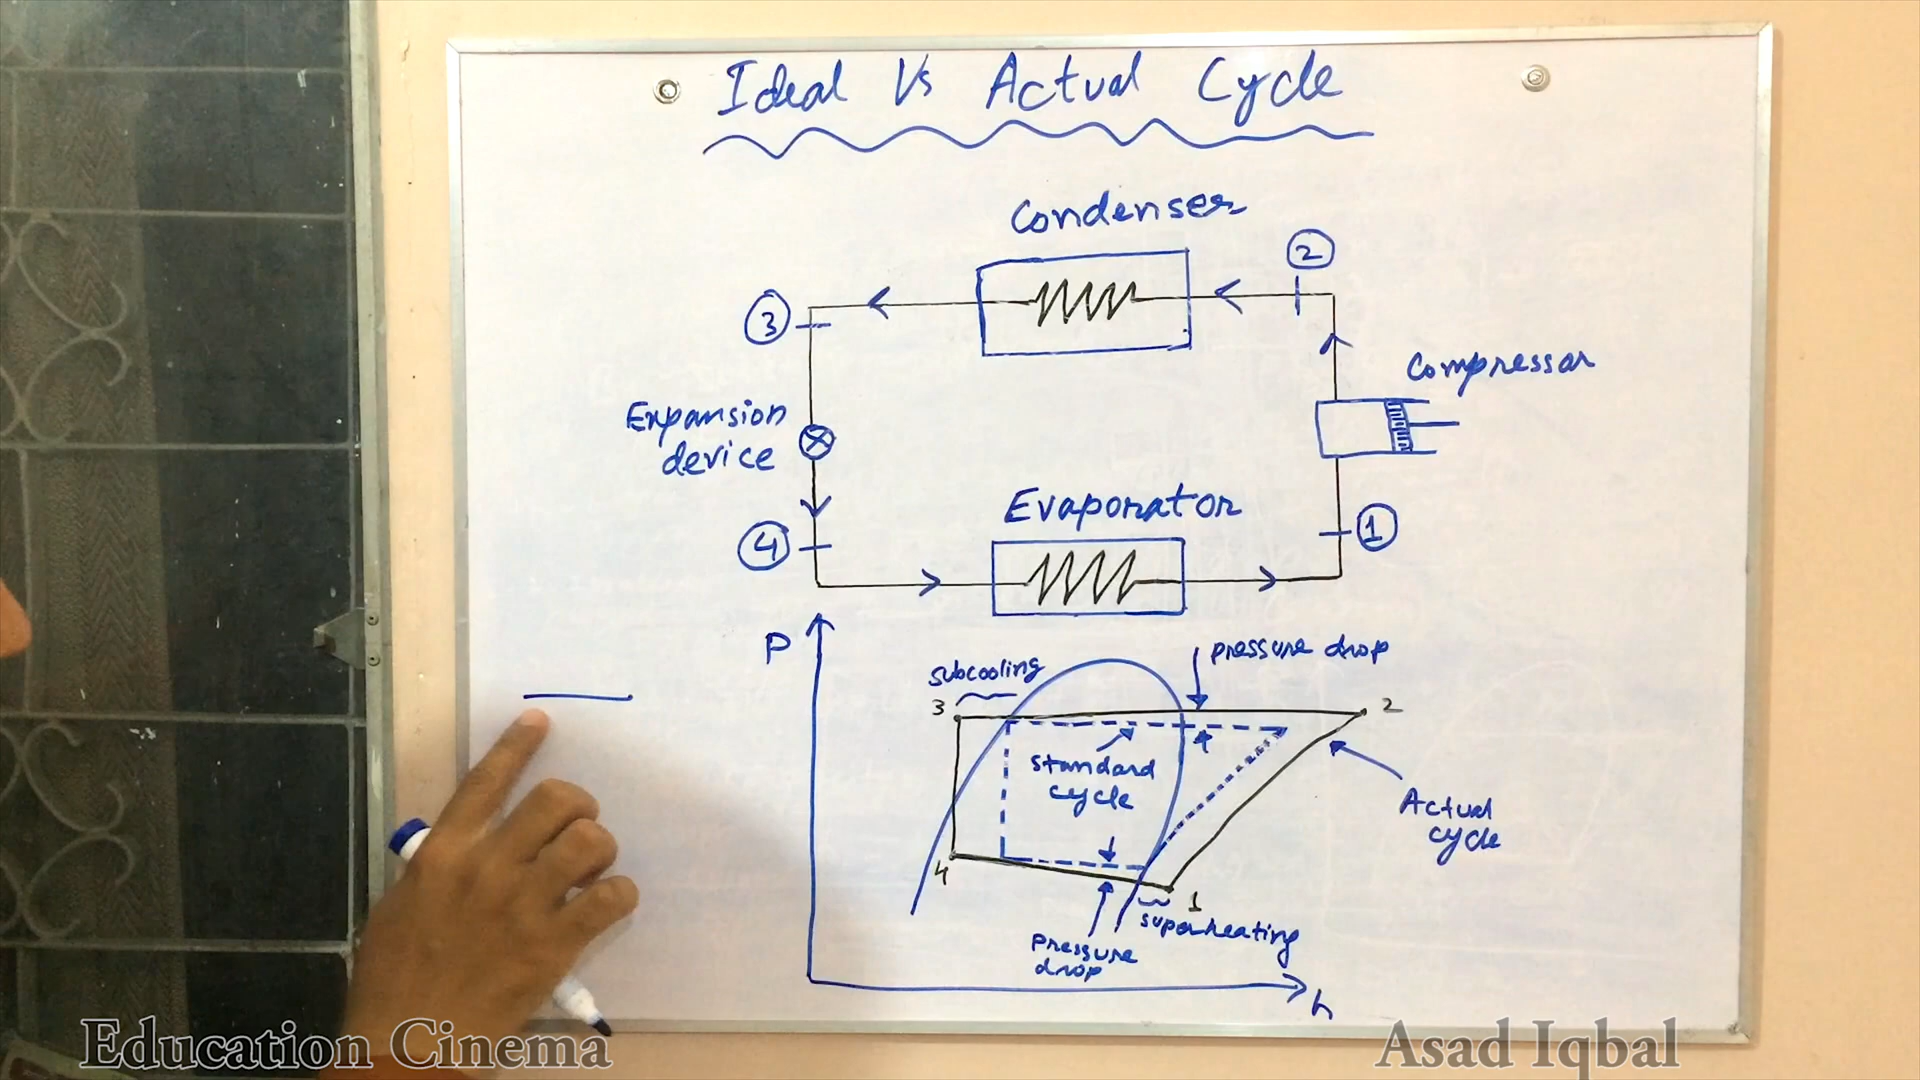 Ideal Vs Actual Cycle
Condenser
2
3
Compressor
Expansion
device
Evaporator
1
4
P
pressure drop
subcooling
3
2
standard
cycle
Actual
cycle
4
1
superheating
pressure
drop
h
Education Cinema
Asad Iqbal